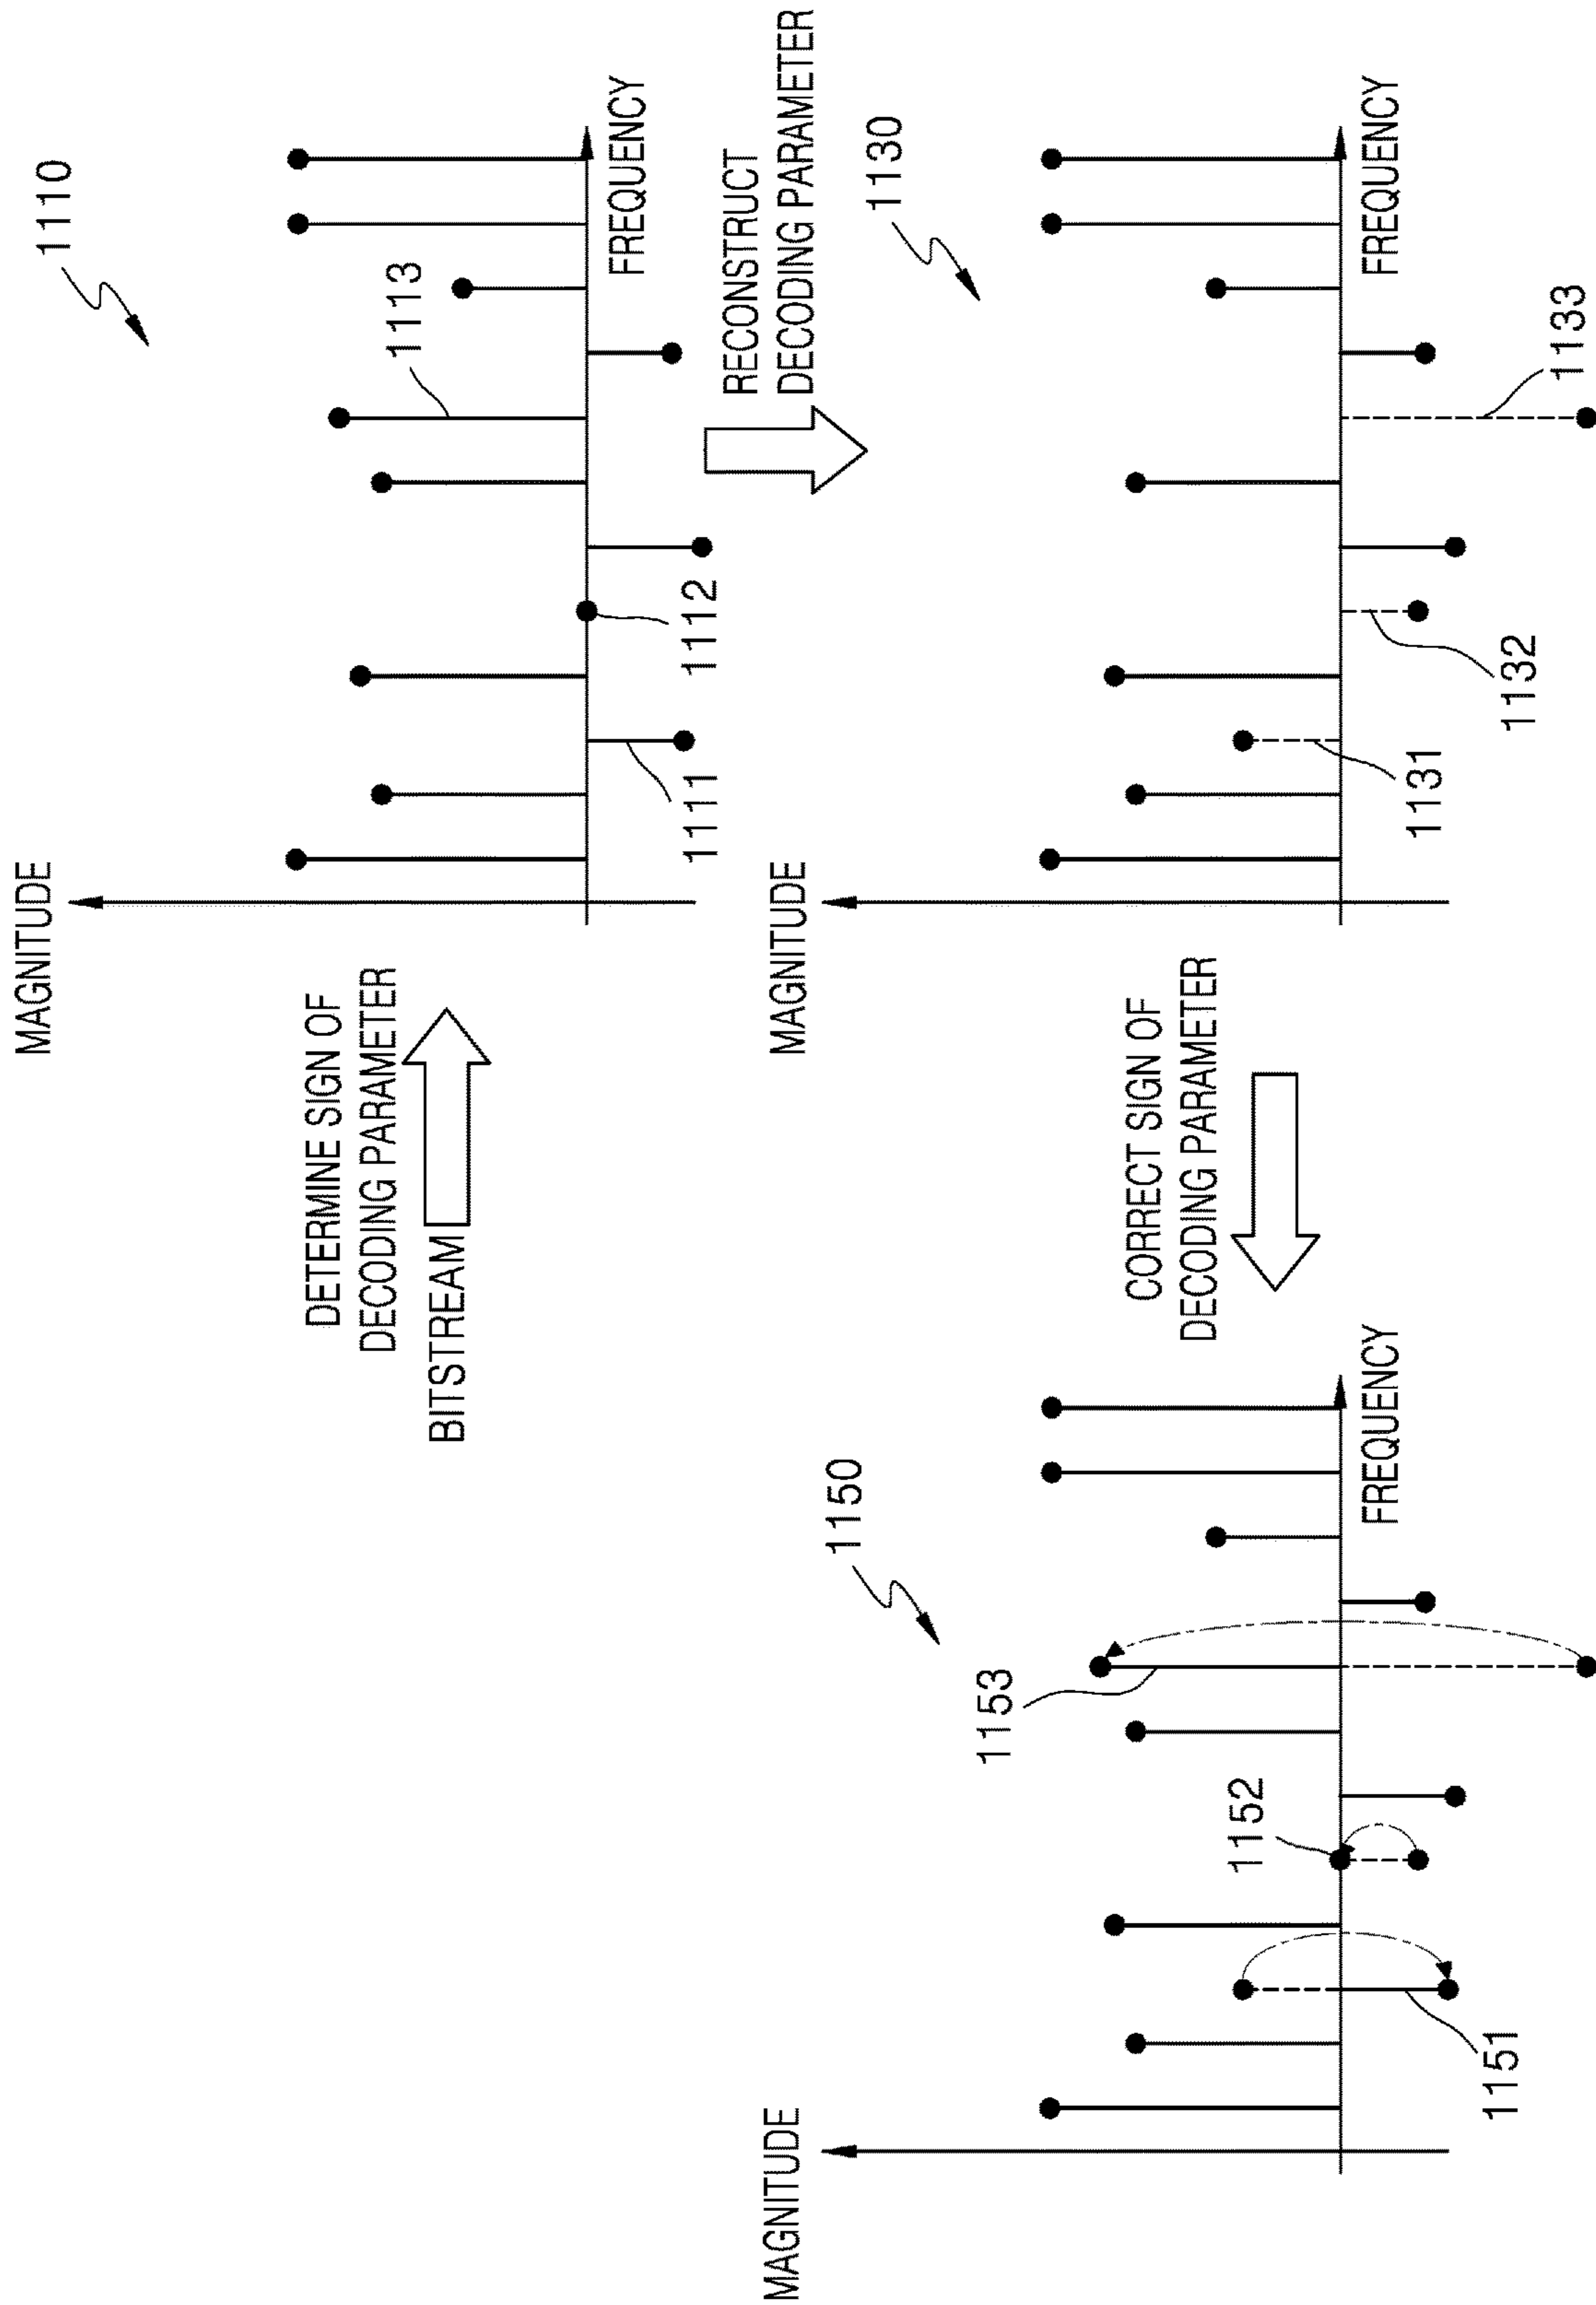 DETERMINE SIGN OF
DECODING PARAMETER
BITSTREAM
MAGNITUDE
1110
1113
1111
1112
FREQUENCY
RECONSTRUCT
DECODING PARAMETER
MAGNITUDE
1130
1131
1132
1133
FREQUENCY
CORRECT SIGN OF
DECODING PARAMETER
MAGNITUDE
1150
1153
1152
1151
FREQUENCY